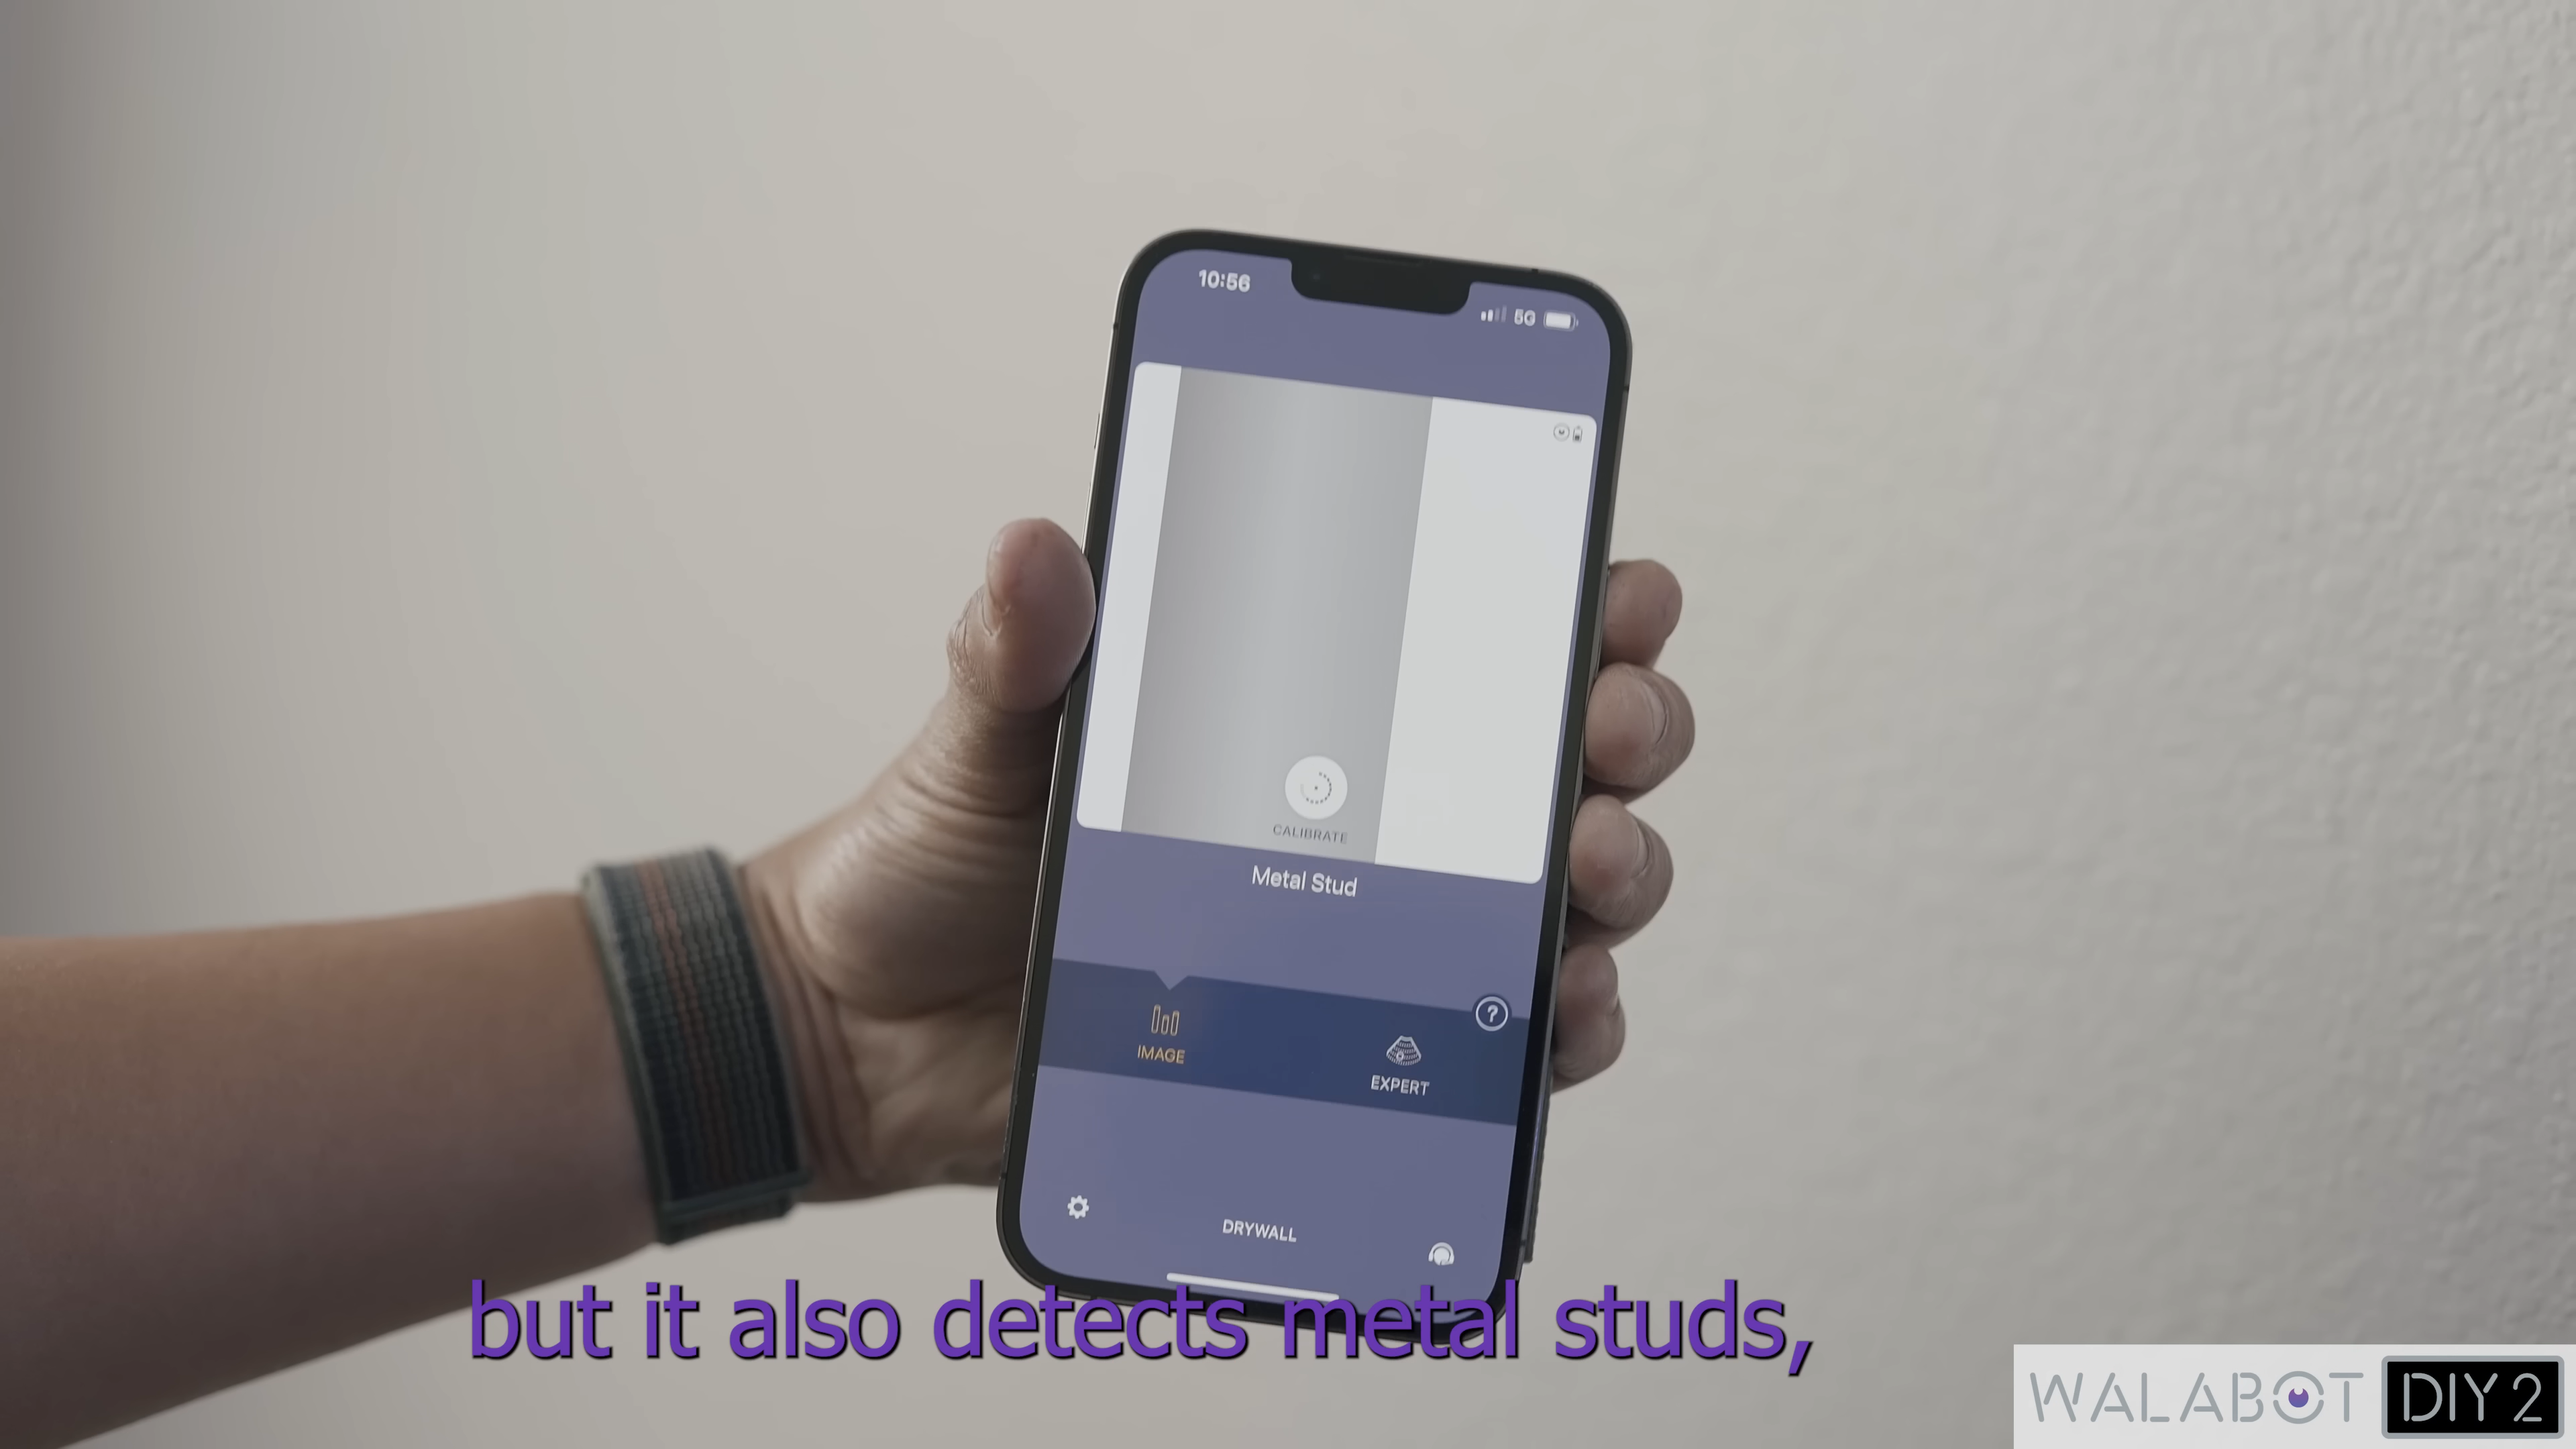 10:56
5G
CALIBRATE
Metal Stud
?
IMAGE
EXPERT
DRYWALL
but it also detects metal studs,
WALABOT DIY 2